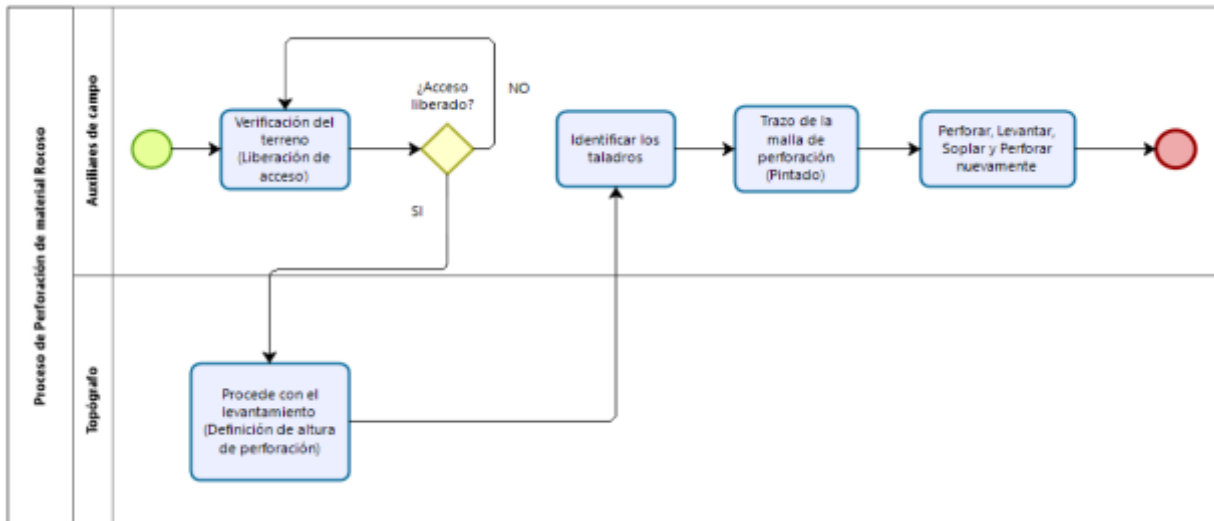 Proceso de Perforación de material Rocoso
Auxiliares de campo
Verificación del
terreno
(Liberación de
acceso)
¿Acceso
liberado?
NO
SI
Identificar los
taladros
Trazo de la
malla de
perforación
(Pintado)
Perforar, Levantar,
Soplar y Perforar
nuevamente
Topógrafo
Procede con el
levantamiento
(Definición de altura
de perforación)